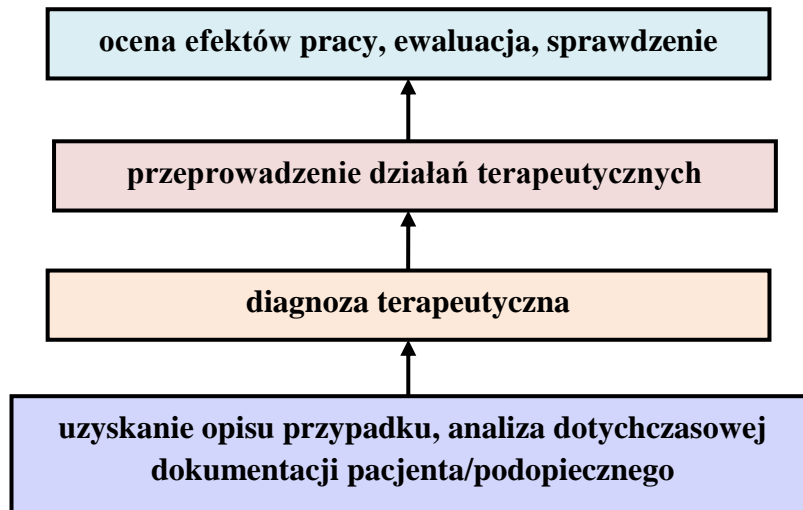 ocena efektów pracy, ewaluacja, sprawdzenie
przeprowadzenie działań terapeutycznych
diagnoza terapeutyczna
uzyskanie opisu przypadku, analiza dotychczasowej
dokumentacji pacjenta/podopiecznego